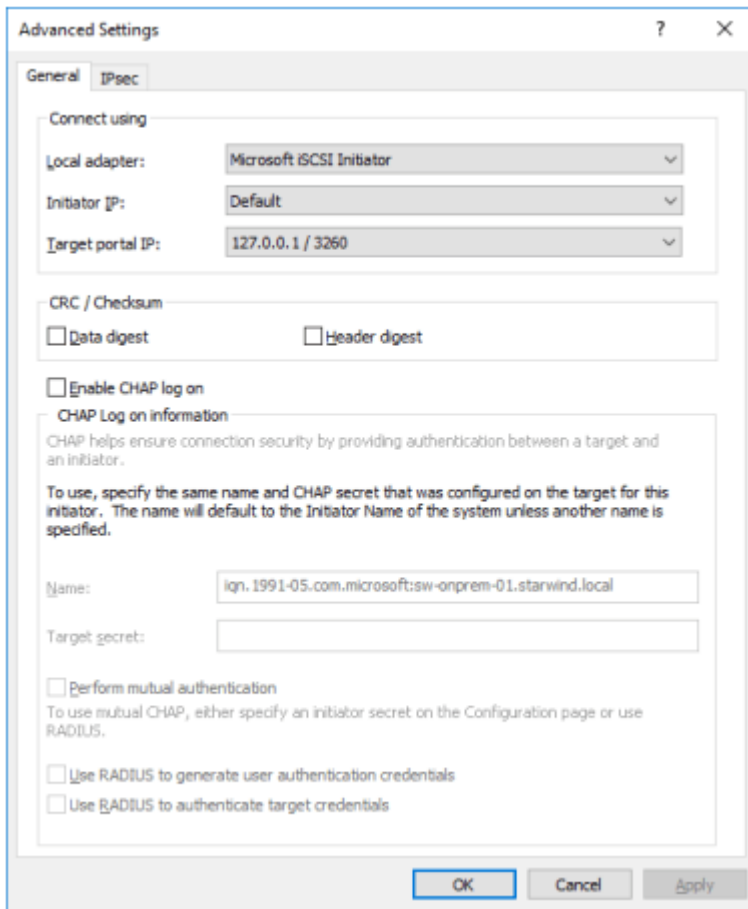 Advanced Settings
General IPsec
Connect using
Local adapter: Microsoft iSCSI Initiator
Initiator IP: Default
Target portal IP: 127.0.0.1 / 3260
CRC / Checksum
Data digest Header digest
Enable CHAP log on
CHAP Log on information
CHAP helps ensure connection security by providing authentication between a target and
an initiator.
To use, specify the same name and CHAP secret that was configured on the target for this
initiator. The name will default to the Initiator Name of the system unless another name is
specified.
Name: iqn.1991-05.com.microsoft:sw-onprem-01.starwind.local
Target secret:
Perform mutual authentication
To use mutual CHAP, either specify an initiator secret on the Configuration page or use
RADIUS.
Use RADIUS to generate user authentication credentials
Use RADIUS to authenticate target credentials
OK Cancel Apply